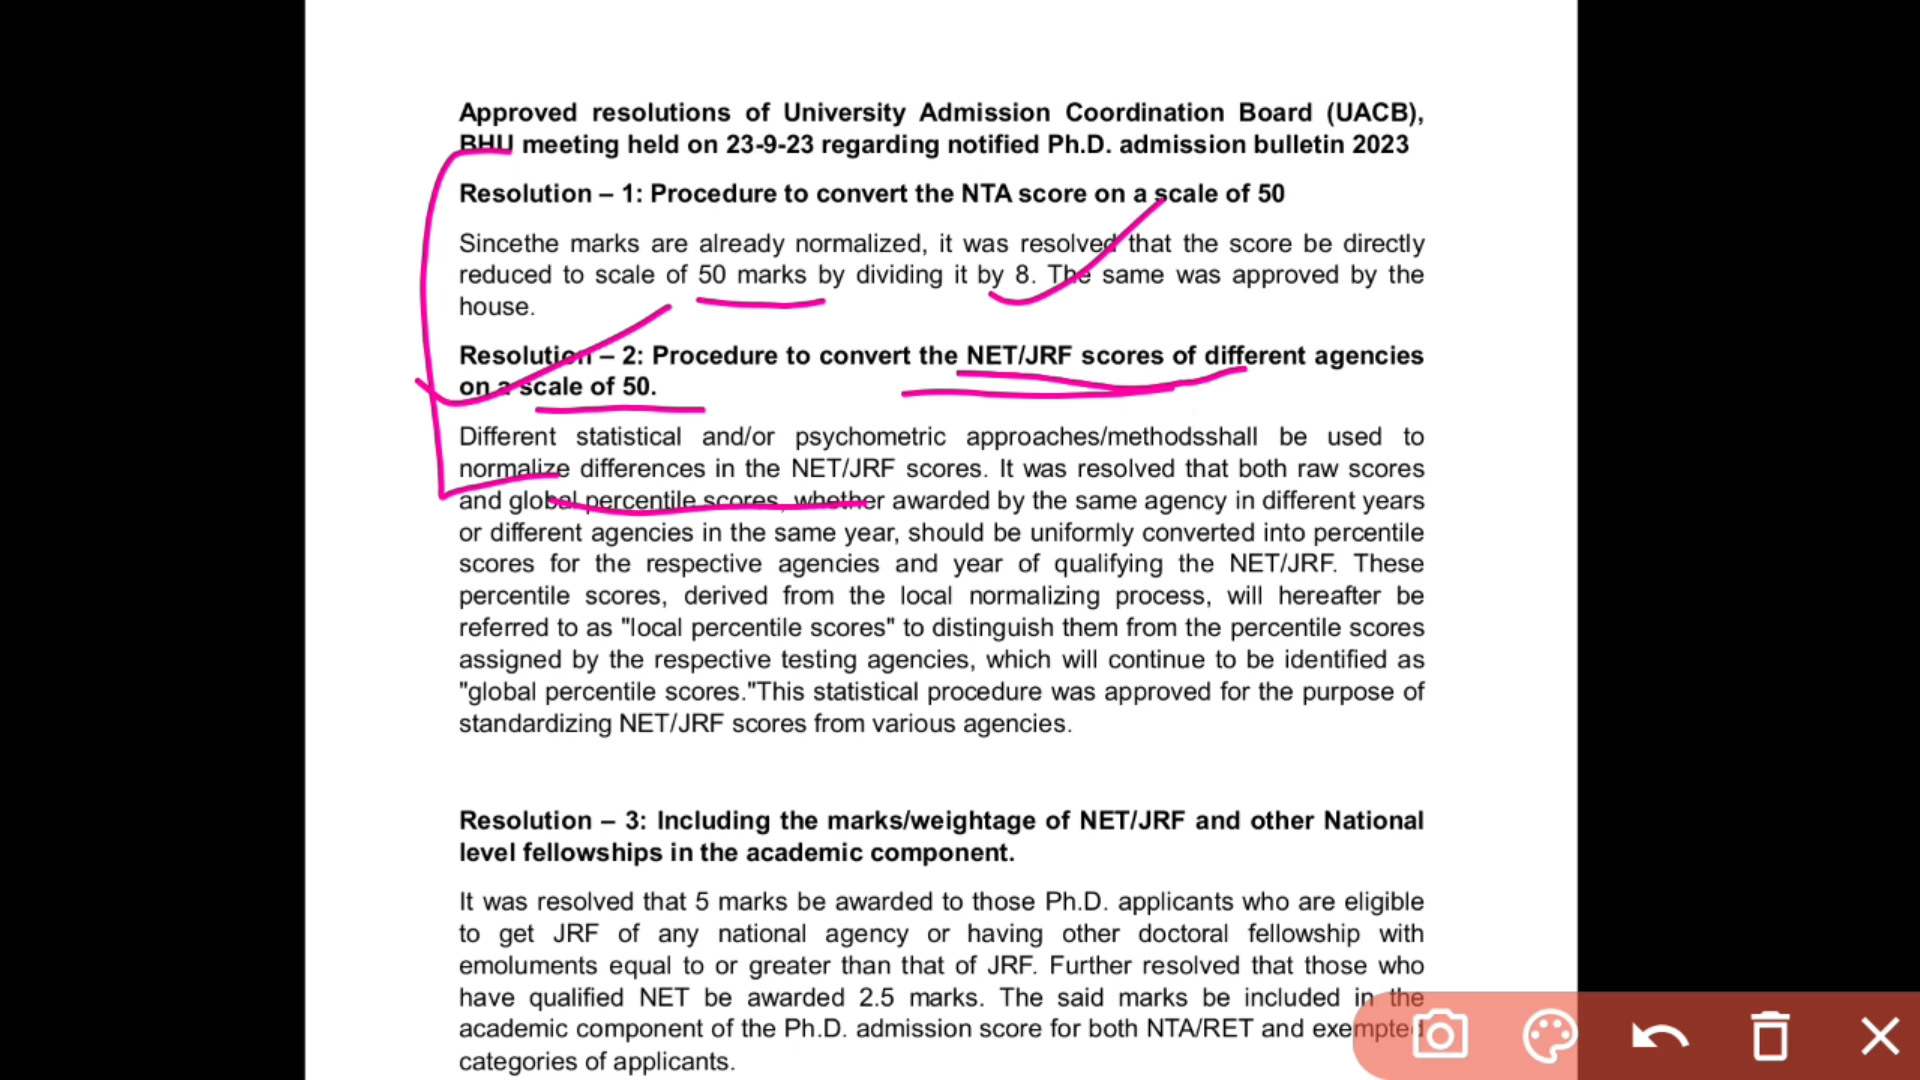 Approved resolutions of University Admission Coordination Board (UACB),
BHU meeting held on 23-9-23 regarding notified Ph.D. admission bulletin 2023
Resolution – 1: Procedure to convert the NTA score on a scale of 50
Sincethe marks are already normalized, it was resolved that the score be directly
reduced to scale of 50 marks by dividing it by 8. The same was approved by the
house.
Resolution – 2: Procedure to convert the NET/JRF scores of different agencies
on a scale of 50.
Different statistical and/or psychometric approaches/methodsshall be used to
normalize differences in the NET/JRF scores. It was resolved that both raw scores
and global percentile scores, whether awarded by the same agency in different years
or different agencies in the same year, should be uniformly converted into percentile
scores for the respective agencies and year of qualifying the NET/JRF. These
percentile scores, derived from the local normalizing process, will hereafter be
referred to as "local percentile scores" to distinguish them from the percentile scores
assigned by the respective testing agencies, which will continue to be identified as
"global percentile scores."This statistical procedure was approved for the purpose of
standardizing NET/JRF scores from various agencies.
Resolution – 3: Including the marks/weightage of NET/JRF and other National
level fellowships in the academic component.
It was resolved that 5 marks be awarded to those Ph.D. applicants who are eligible
to get JRF of any national agency or having other doctoral fellowship with
emoluments equal to or greater than that of JRF. Further resolved that those who
have qualified NET be awarded 2.5 marks. The said marks be included in the
academic component of the Ph.D. admission score for both NTA/RET and exempted
categories of applicants.